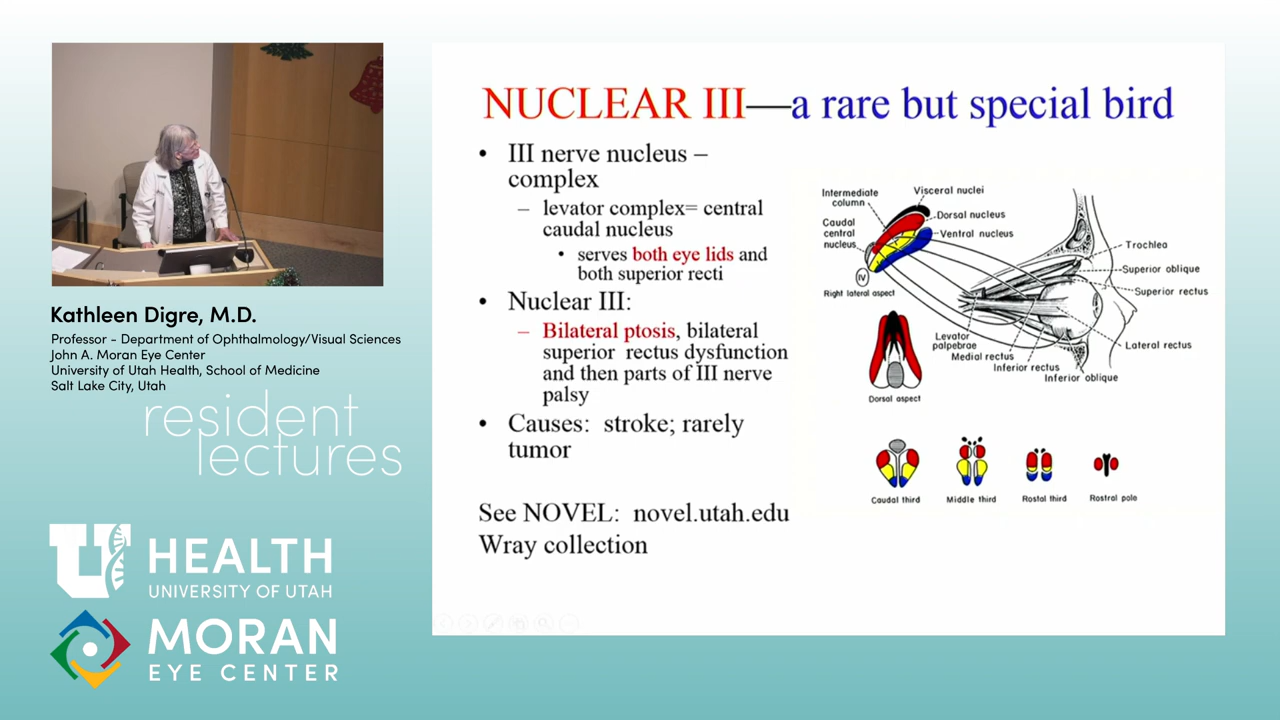 NUCLEAR III—a rare but special bird
• III nerve nucleus –
complex
– levator complex= central
caudal nucleus
• serves both eye lids and
both superior recti
• Nuclear III:
– Bilateral ptosis, bilateral
superior rectus dysfunction
and then parts of III nerve
palsy
• Causes: stroke; rarely
tumor
See NOVEL: novel.utah.edu
Wray collection
Intermediate
column
Visceral nuclei
Dorsal nucleus
Ventral nucleus
Caudal
central
nucleus
IV
Right lateral aspect
Trochlea
Superior oblique
Superior rectus
Lateral rectus
Levator
palpebrae
Medial rectus
Inferior rectus
Inferior oblique
Dorsal aspect
Caudal third
Middle third
Rostal third
Rostral pole
Kathleen Digre, M.D.
Professor - Department of Ophthalmology/Visual Sciences
John A. Moran Eye Center
University of Utah Health, School of Medicine
Salt Lake City, Utah
resident
lectures
U HEALTH
UNIVERSITY OF UTAH
MORAN
EYE CENTER